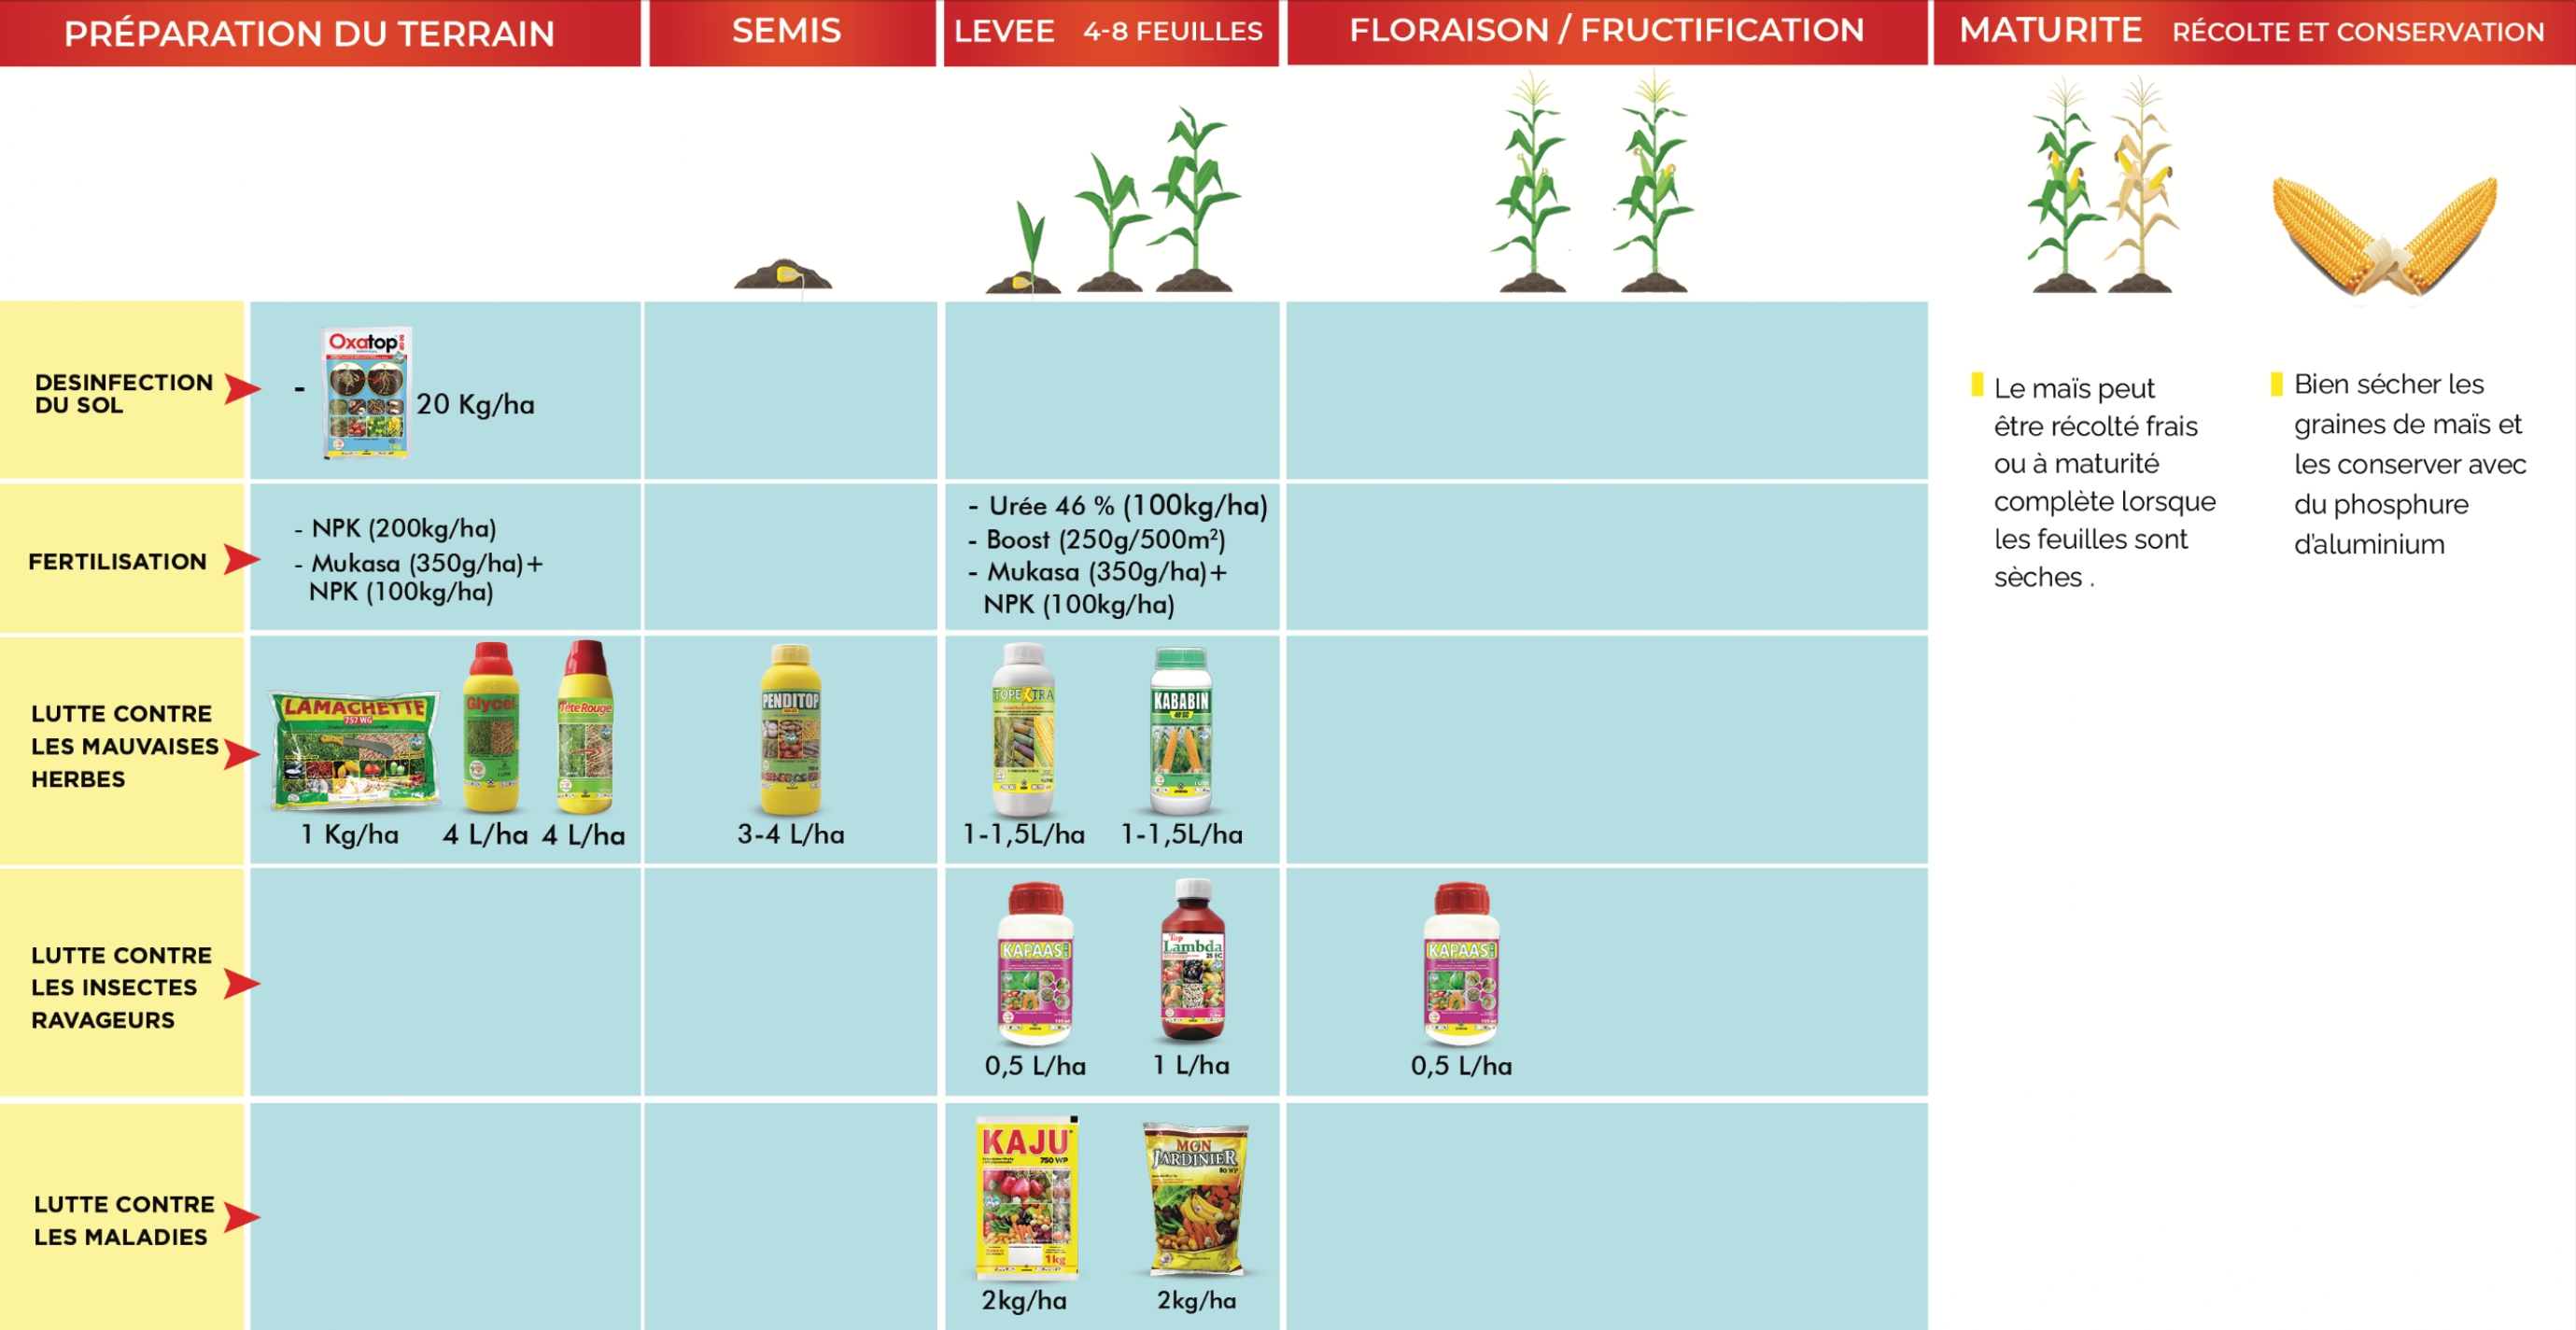 PRÉPARATION DU TERRAIN
SEMIS
LEVEE 4-8 FEUILLES
FLORAISON / FRUCTIFICATION
MATURITE RÉCOLTE ET CONSERVATION
DESINFECTION
DU SOL
- Oxatop
20 Kg/ha
Le maïs peut
être récolté frais
ou à maturité
complète lorsque
les feuilles sont
sèches .
Bien sécher les
graines de maïs et
les conserver avec
du phosphure
d'aluminium
FERTILISATION
- NPK (200kg/ha)
- Mukasa (350g/ha)+
NPK (100kg/ha)
- Urée 46 % (100kg/ha)
- Boost (250g/500m²)
- Mukasa (350g/ha)+
NPK (100kg/ha)
LUTTE CONTRE
LES MAUVAISES
HERBES
LAMACHETTE
757 WG
1 Kg/ha
Glycel
4 L/ha
TêteRouge
4 L/ha
PENDITOP
3-4 L/ha
TOPEXTRA
1-1,5L/ha
KABABIN
40 SC
1-1,5L/ha
LUTTE CONTRE
LES INSECTES
RAVAGEURS
KAPAAS
0,5 L/ha
Top
Lambda
25 EC
1 L/ha
KAPAAS
0,5 L/ha
LUTTE CONTRE
LES MALADIES
KAJU
750 WP
1kg
2kg/ha
MON
JARDINIER
80 WP
2kg/ha